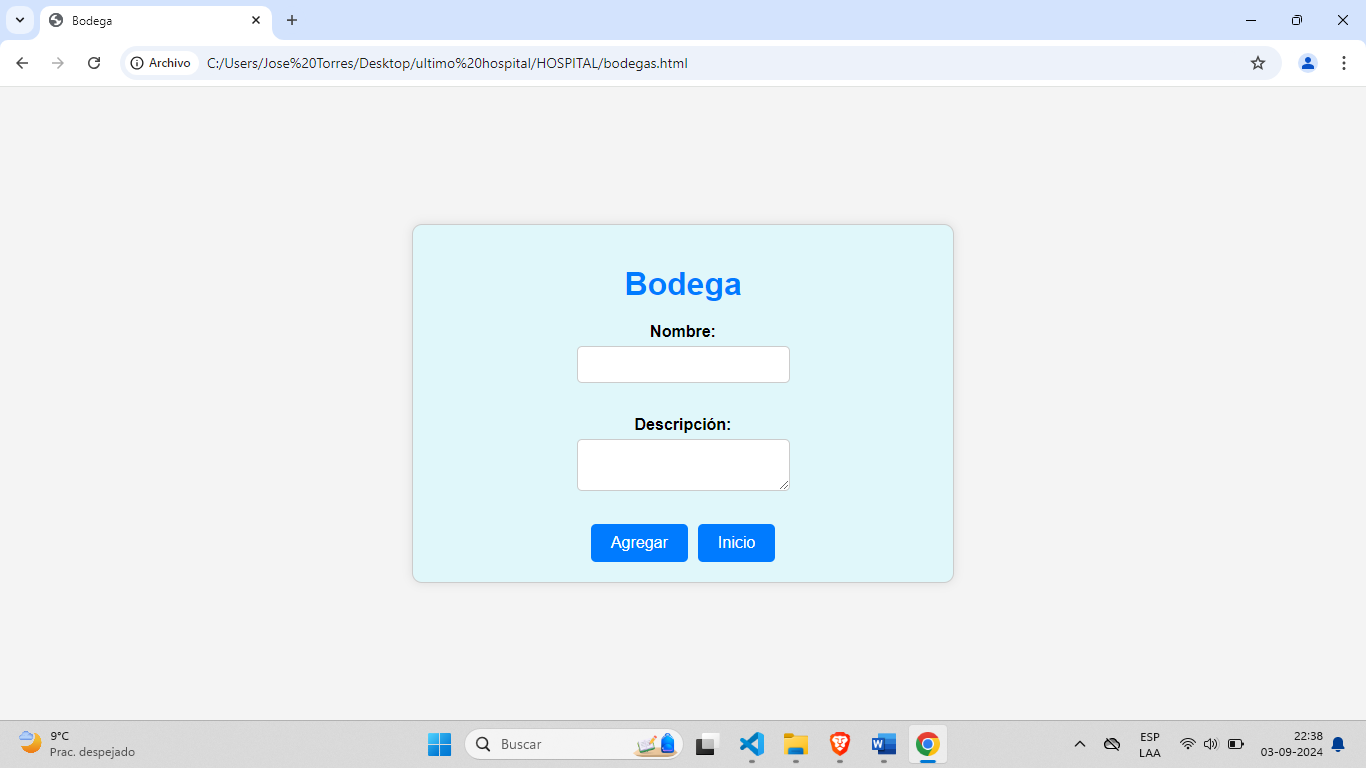 Bodega
Archivo
C:/Users/Jose%20Torres/Desktop/ultimo%20hospital/HOSPITAL/bodegas.html
Bodega
Nombre:
Descripción:
Agregar Inicio
9°C
Prac. despejado
Buscar
ESP
LAA
22:38
03-09-2024